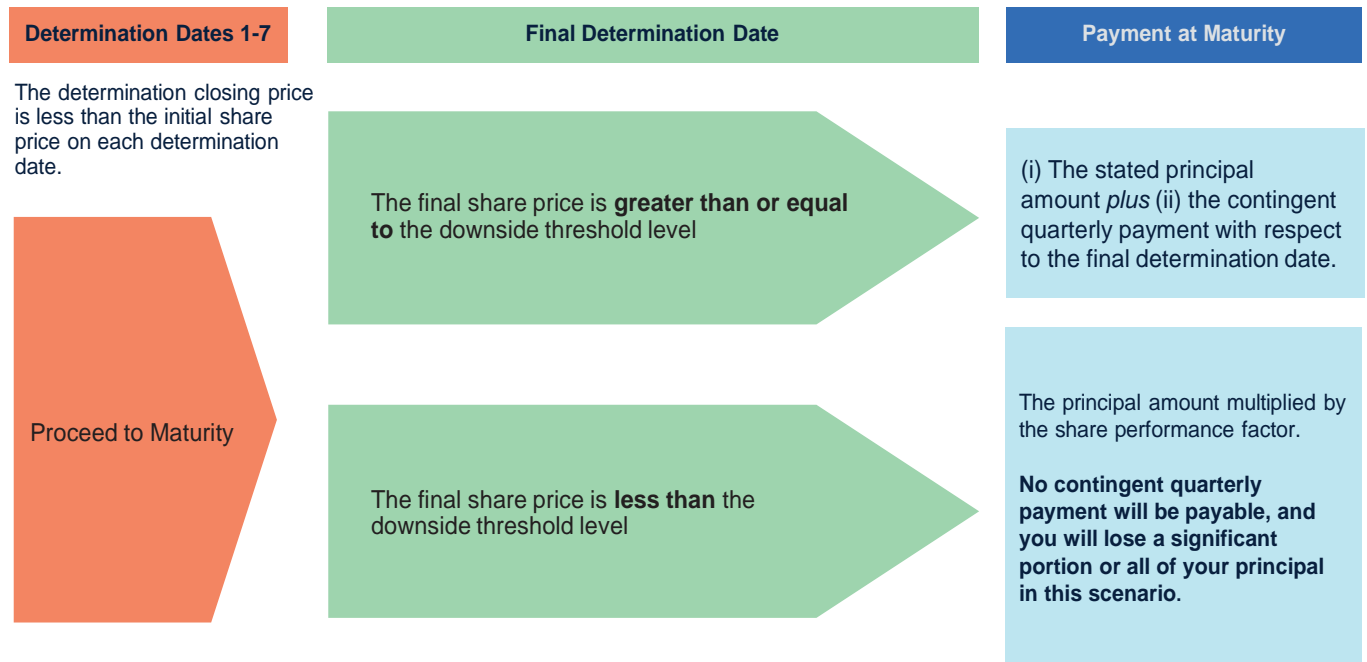 Determination Dates 1-7
Final Determination Date
Payment at Maturity
The determination closing price
is less than the initial share
price on each determination
date.
Proceed to Maturity
The final share price is greater than or equal
to the downside threshold level
(i) The stated principal
amount plus (ii) the contingent
quarterly payment with respect
to the final determination date.
The final share price is less than the
downside threshold level
The principal amount multiplied by
the share performance factor.
No contingent quarterly
payment will be payable, and
you will lose a significant
portion or all of your principal
in this scenario.